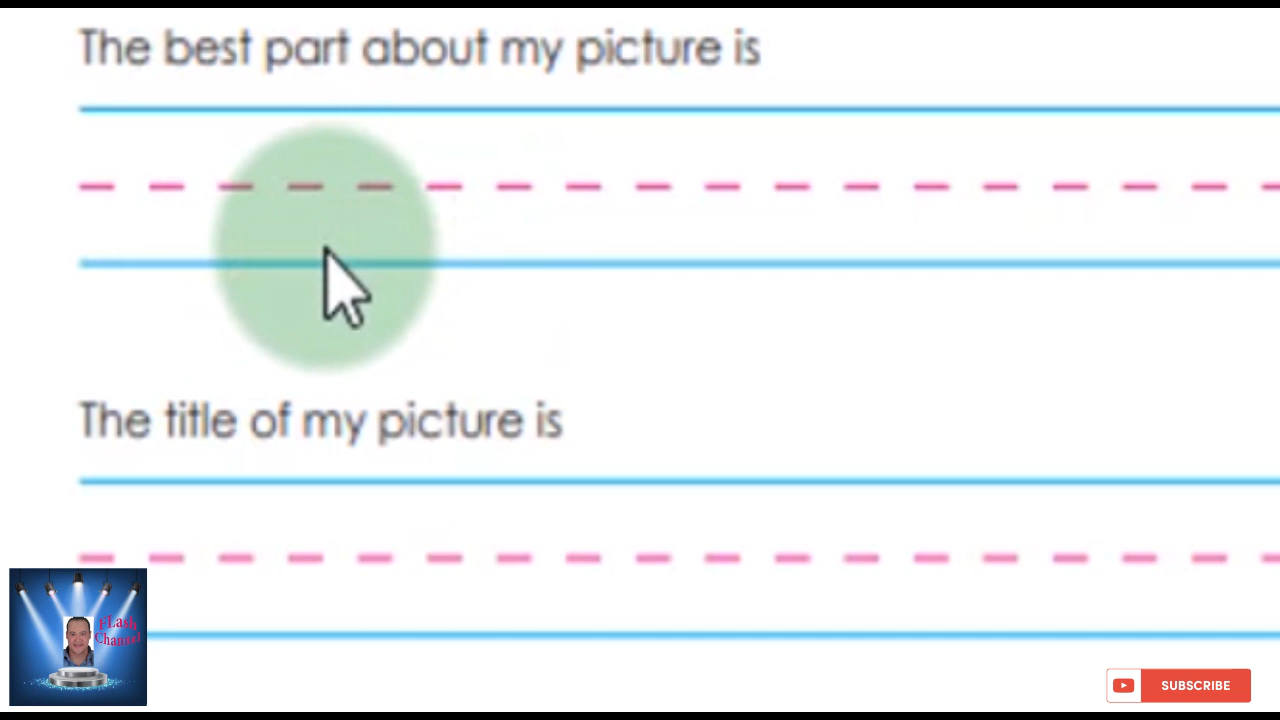 The best part about my picture is
The title of my picture is
FLash
Channel
SUBSCRIBE